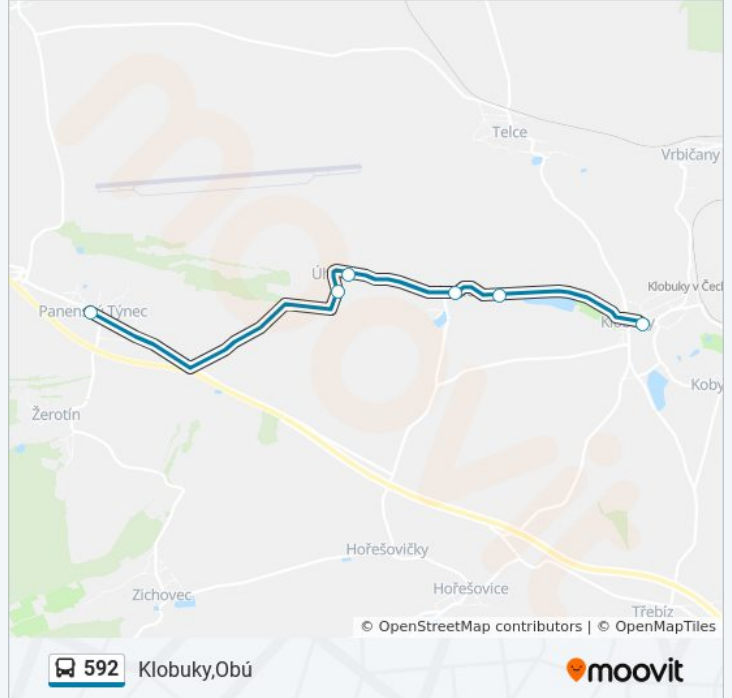 Telce
Vrbičany
Klobuky v Čech
Panenský Týnec
Koby
Žerotín
Hořešovičky
Hořešovice
Zichovec
Třebíz
© OpenStreetMap contributors | © OpenMapTiles
592 Klobuky,Obú moovit